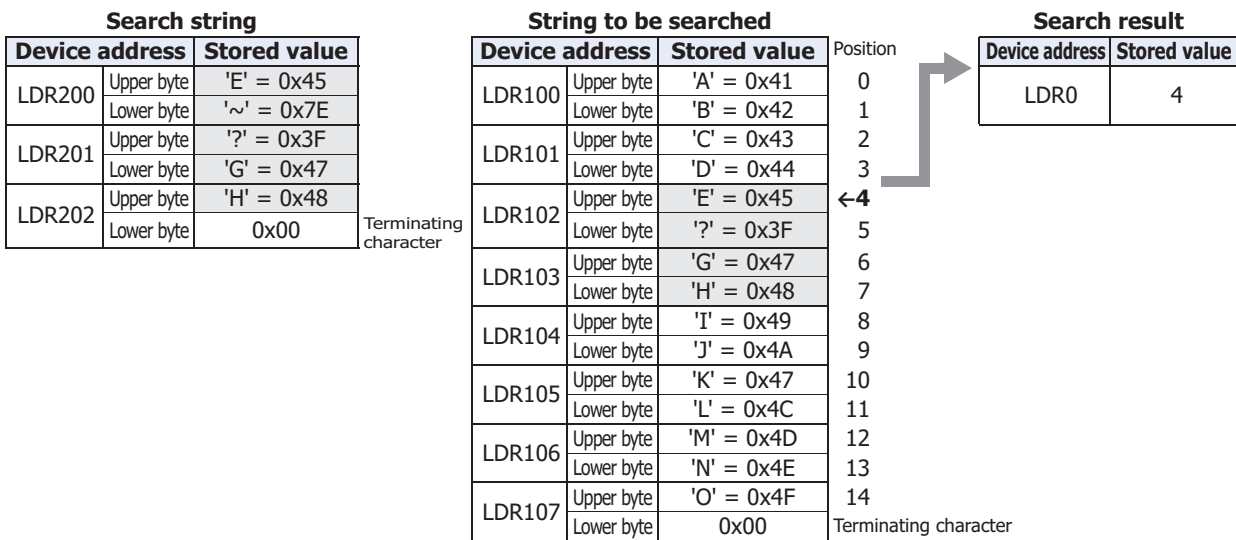 Search string
Device address Stored value
LDR200 Upper byte 'E' = 0x45
Lower byte '~' = 0x7E
LDR201 Upper byte '?' = 0x3F
Lower byte 'G' = 0x47
LDR202 Upper byte 'H' = 0x48
Lower byte 0x00 Terminating character
String to be searched
Device address Stored value Position
LDR100 Upper byte 'A' = 0x41 0
Lower byte 'B' = 0x42 1
LDR101 Upper byte 'C' = 0x43 2
Lower byte 'D' = 0x44 3
LDR102 Upper byte 'E' = 0x45 ←4
Lower byte '?' = 0x3F 5
LDR103 Upper byte 'G' = 0x47 6
Lower byte 'H' = 0x48 7
LDR104 Upper byte 'I' = 0x49 8
Lower byte 'J' = 0x4A 9
LDR105 Upper byte 'K' = 0x47 10
Lower byte 'L' = 0x4C 11
LDR106 Upper byte 'M' = 0x4D 12
Lower byte 'N' = 0x4E 13
LDR107 Upper byte 'O' = 0x4F 14
Lower byte 0x00 Terminating character
Search result
Device address Stored value
LDR0 4